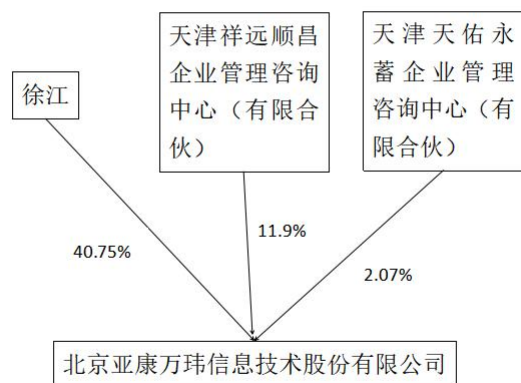 徐江
天津祥远顺昌
企业管理咨询
中心（有限合
伙）
天津天佑永
蓄企业管理
咨询中心（有
限合伙）
40.75%
11.9%
2.07%
北京亚康万玮信息技术股份有限公司